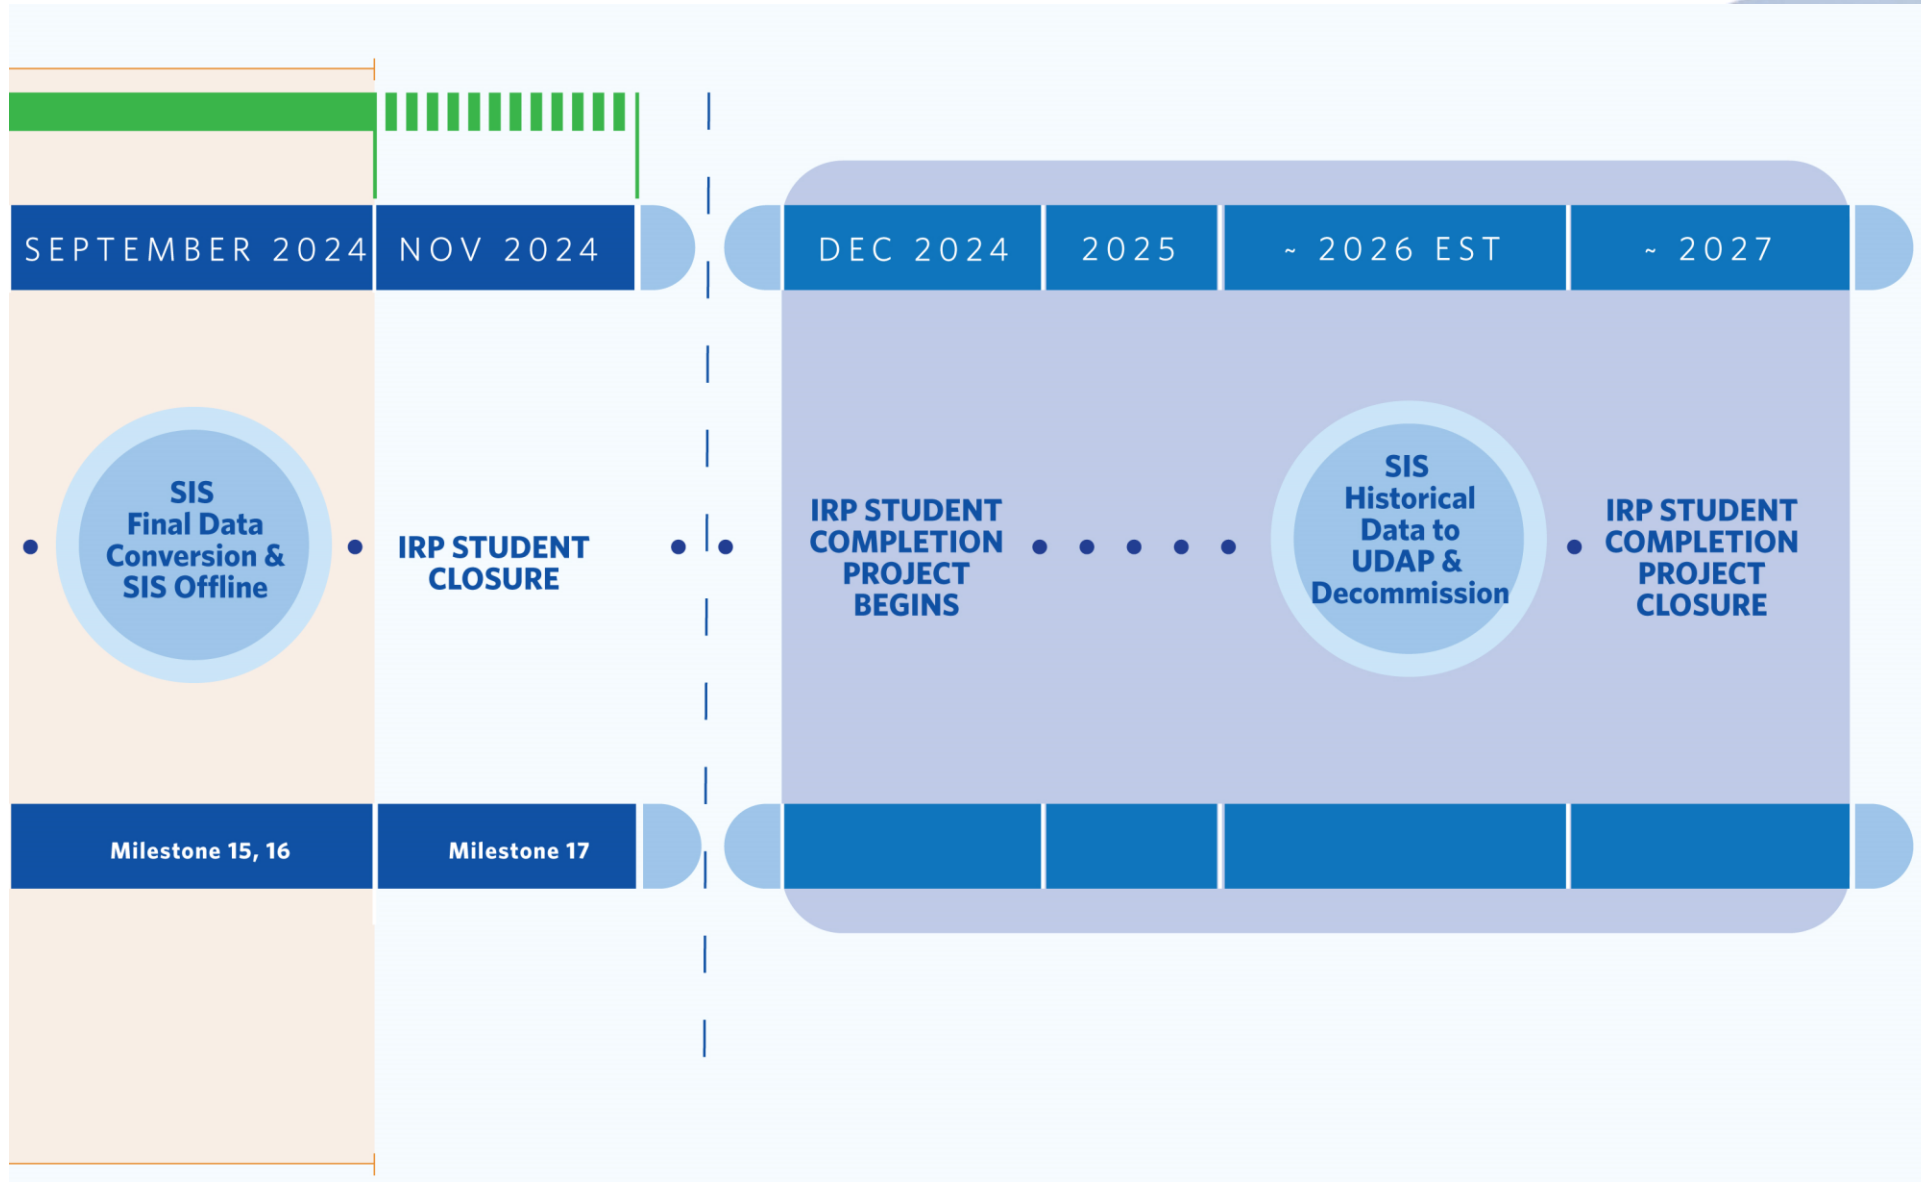 SEPTEMBER 2024
NOV 2024
DEC 2024
2025
~ 2026 EST
~ 2027
SIS
Final Data
Conversion &
SIS Offline
IRP STUDENT
CLOSURE
IRP STUDENT
COMPLETION
PROJECT
BEGINS
SIS
Historical
Data to
UDAP &
Decommission
IRP STUDENT
COMPLETION
PROJECT
CLOSURE
Milestone 15, 16
Milestone 17